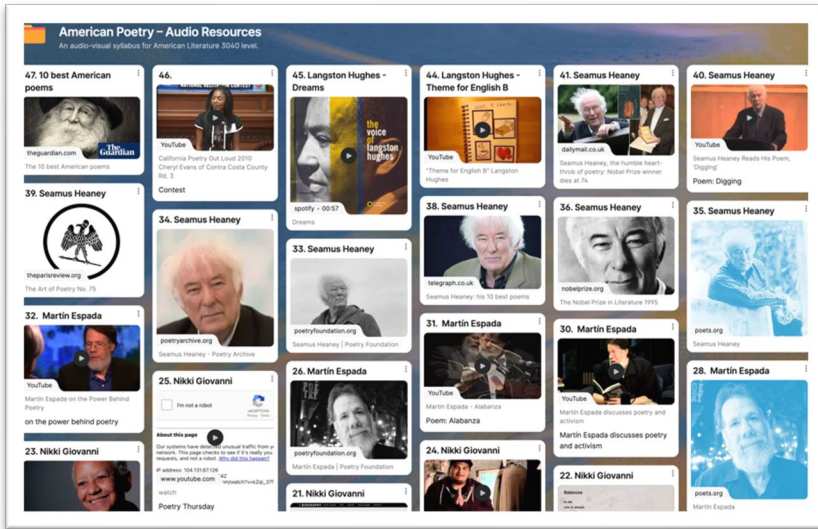 American Poetry – Audio Resources
An audio-visual syllabus for American Literature 3040 level.
47. 10 best American
poems
The
Guardian
theguardian.com
The 10 best American poems
46.
YouTube
California Poetry Out Loud 2010
Cheryl Evans of Contra Costa County
Rd. 3
Contest
45. Langston Hughes -
Dreams
the
voice
of
langston
hughes
spotify • 00:57
Dreams
44. Langston Hughes -
Theme for English B
YouTube
"Theme for English B" Langston
Hughes
41. Seamus Heaney
dailymail.co.uk
Seamus Heaney, the humble heart-
throb of poetry: Nobel Prize winner
dies at 74
40. Seamus Heaney
YouTube
Seamus Heaney Reads His Poem,
'Digging'
Poem: Digging
39. Seamus Heaney
theparisreview.org
The Art of Poetry No. 75
34. Seamus Heaney
poetryarchive.org
Seamus Heaney - Poetry Archive
33. Seamus Heaney
poetryfoundation.org
Seamus Heaney | Poetry Foundation
38. Seamus Heaney
telegraph.co.uk
Seamus Heaney: his 10 best poems
36. Seamus Heaney
nobelprize.org
The Nobel Prize in Literature 1995
35. Seamus Heaney
poets.org
Seamus Heaney
32. Martín Espada
YouTube
Martín Espada on the Power Behind
Poetry
on the power behind poetry
25. Nikki Giovanni
I'm not a robot
About this page
Our systems have detected unusual traffic from
network. This page checks to see if it's really
requests, and not a robot. Why did this happen?
IP address: 104.131.67.126
www.youtube.com
watch
Poetry Thursday
26. Martín Espada
poetryfoundation.org
Martín Espada | Poetry Foundation
31. Martín Espada
YouTube
Martín Espada - Alabanza
Poem: Alabanza
30. Martín Espada
YouTube
Martín Espada discusses poetry and
activism
Martín Espada discusses poetry
and activism
28. Martín Espada
poets.org
Martín Espada
23. Nikki Giovanni
21. Nikki Giovanni
24. Nikki Giovanni
22. Nikki Giovanni
Balances